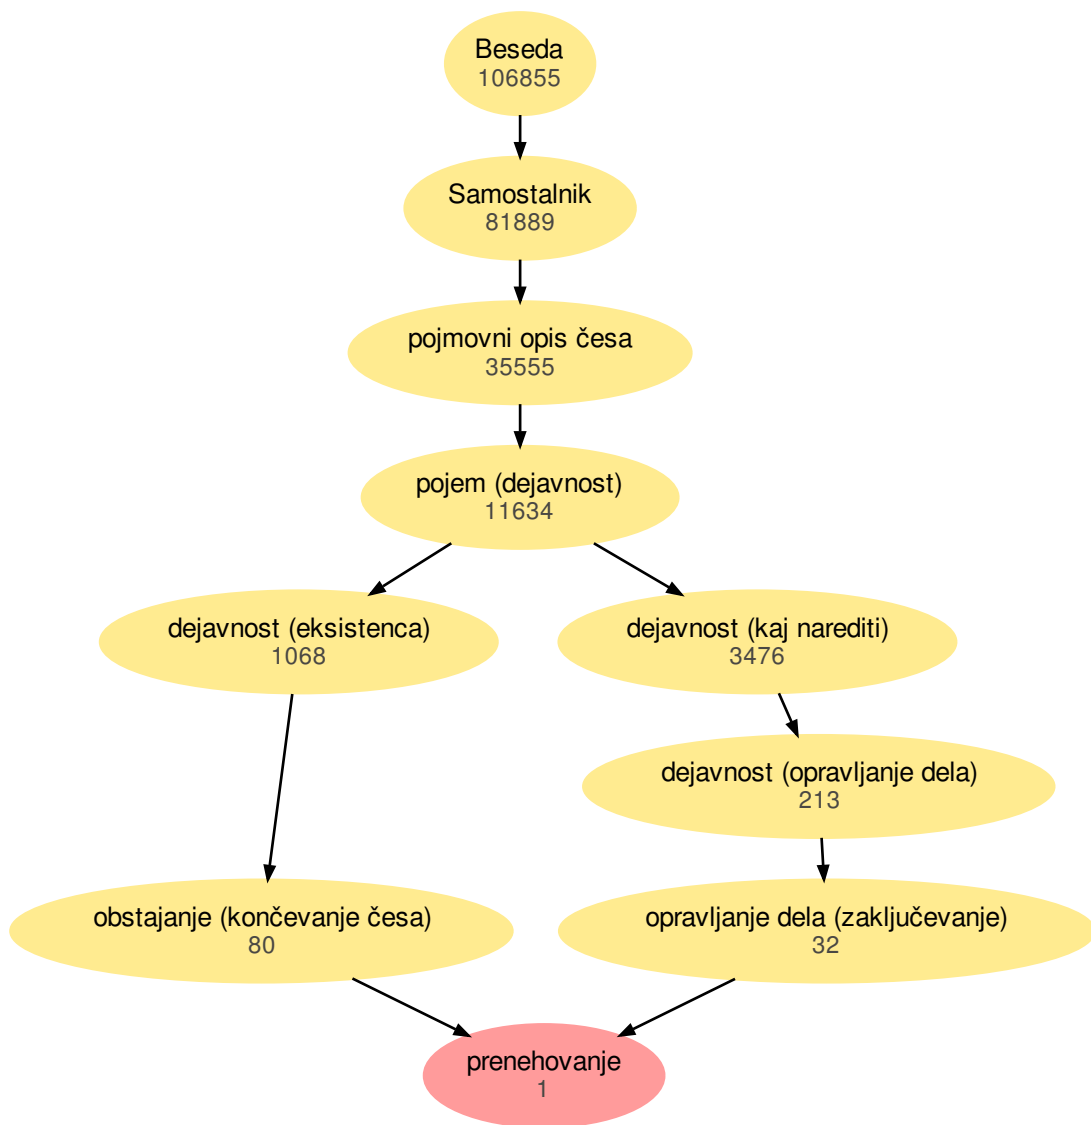 Beseda
106855
Samostalnik
81889
pojmovni opis česa
35555
pojem (dejavnost)
11634
dejavnost (eksistenca)
1068
dejavnost (kaj narediti)
3476
dejavnost (opravljanje dela)
213
obstajanje (končevanje česa)
80
opravljanje dela (zaključevanje)
32
prenehovanje
1